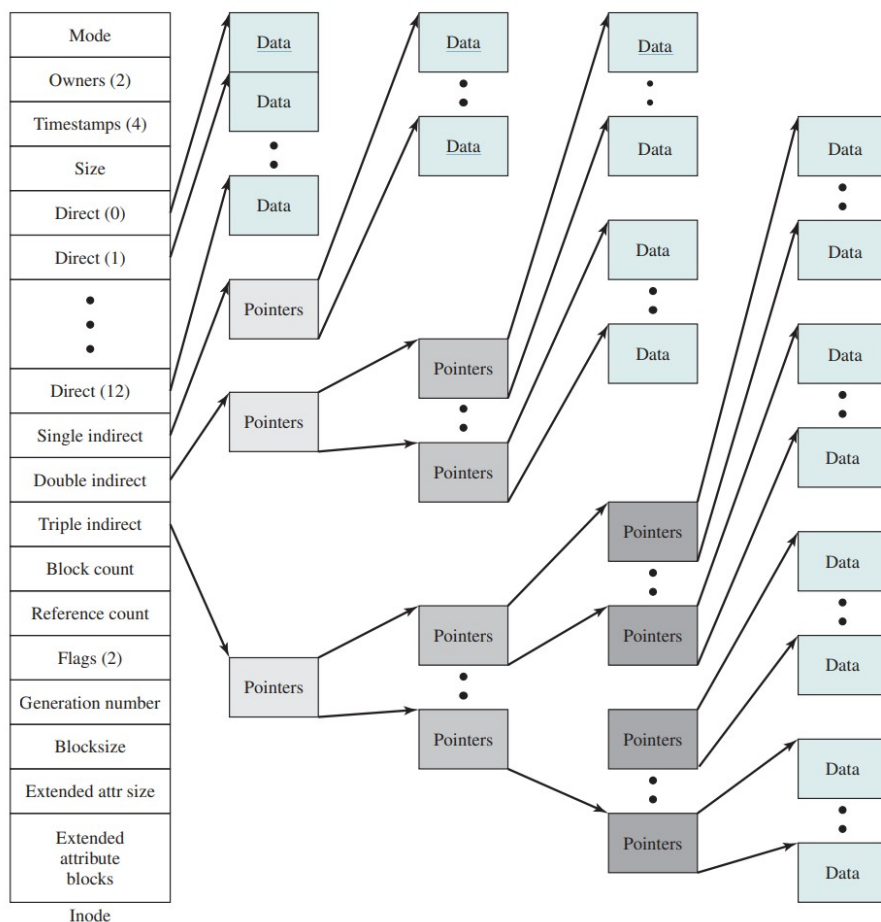 Mode
Owners (2)
Timestamps (4)
Size
Direct (0)
Direct (1)
Direct (12)
Single indirect
Double indirect
Triple indirect
Block count
Reference count
Flags (2)
Generation number
Blocksize
Extended attr size
Extended
attribute
blocks
Inode
Data
Data
Data
Pointers
Pointers
Pointers
Data
Data
Pointers
Pointers
Pointers
Pointers
Data
Data
Data
Data
Pointers
Pointers
Pointers
Pointers
Data
Data
Data
Data
Data
Data
Data
Data